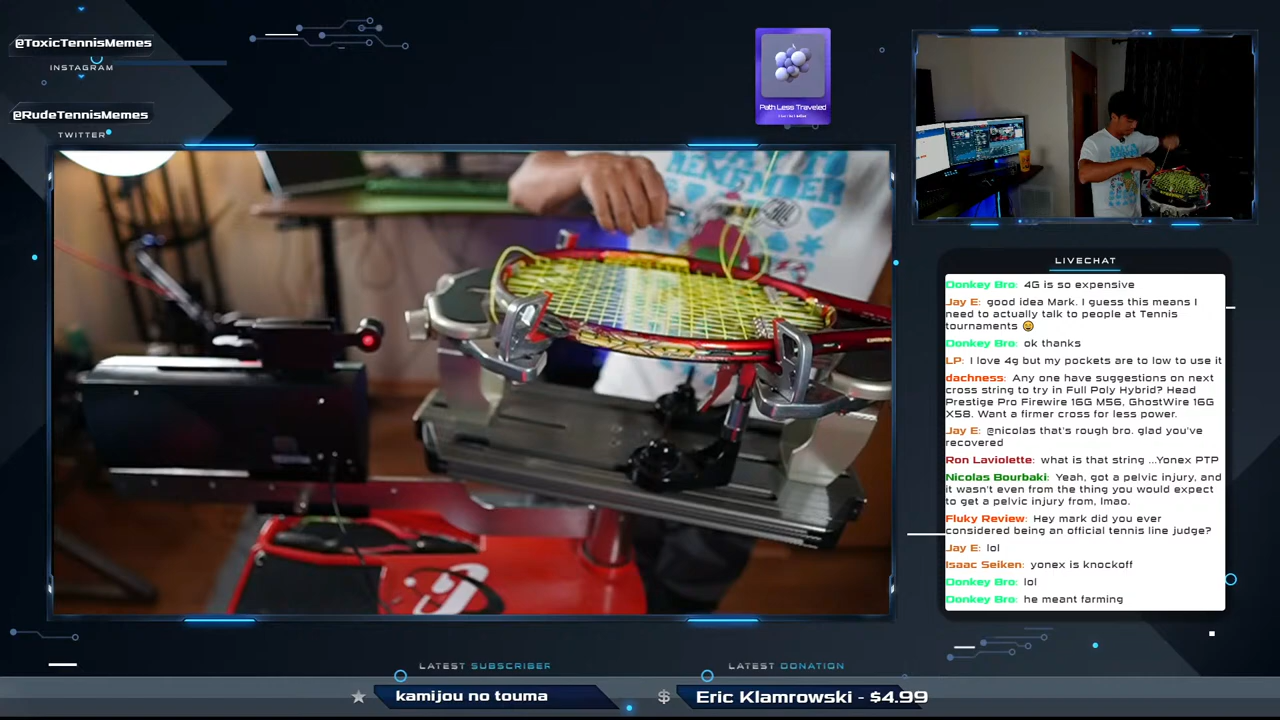 @ToxicTennisMemes
INSTAGRAM
@RudeTennisMemes
TWITTER
Path Less Traveled
LIVECHAT
Donkey Bro: 4G is so expensive
Jay E: good idea Mark. I guess this means I
need to actually talk to people at Tennis
tournaments 😄
Donkey Bro: ok thanks
LP: I love 4g but my pockets are to low to use it
dachness: Any one have suggestions on next
cross string to try in Full Poly Hybrid? Head
Prestige Pro Firewire 16G M56, GhostWire 16G
X58. Want a firmer cross for less power.
Jay E: @nicolas that's rough bro. glad you've
recovered
Ron Laviolette: what is that string ...Yonex PTP
Nicolas Bourbaki: Yeah, got a pelvic injury, and
it wasn't even from the thing you would expect
to get a pelvic injury from, lmao.
Fluky Review: Hey mark did you ever
considered being an official tennis line judge?
Jay E: lol
Isaac Seiken: yonex is knockoff
Donkey Bro: lol
Donkey Bro: he meant farming
LATEST SUBSCRIBER
kamijou no touma
LATEST DONATION
$ Eric Klamrowski - $4.99